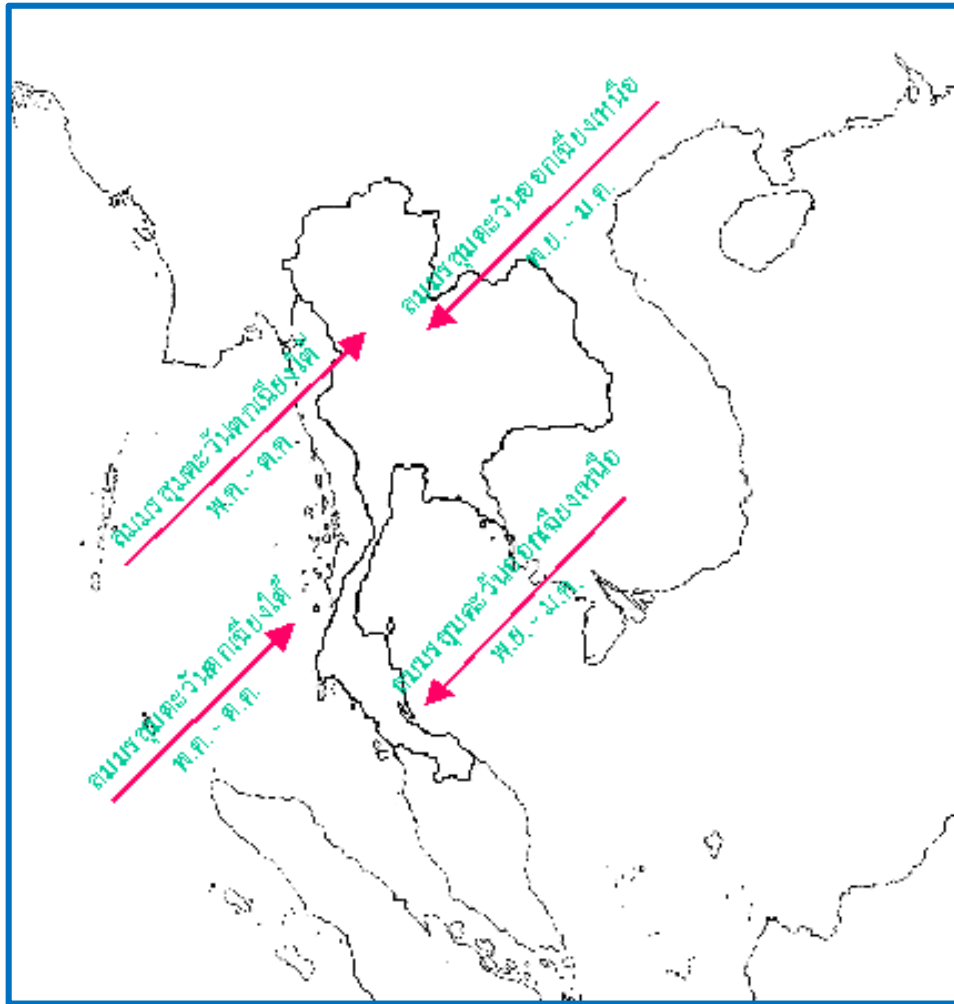 ลมมรสุมตะวันออกเฉียงเหนือ
พ.ย. - ม.ค.
ลมมรสุมตะวันตกเฉียงใต้
พ.ค. - ต.ค.
ลมมรสุมตะวันออกเฉียงเหนือ
พ.ย. - ม.ค.
ลมมรสุมตะวันตกเฉียงใต้
พ.ค. - ต.ค.